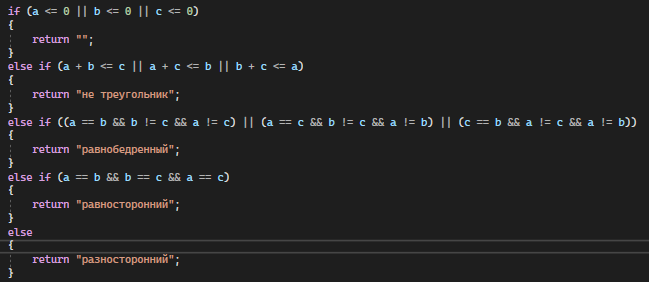 if (a <= 0 || b <= 0 || c <= 0)
{
return "";
}
else if (a + b <= c || a + c <= b || b + c <= a)
{
return "не треугольник";
}
else if ((a == b && b != c && a != c) || (a == c && b != c && a != b) || (c == b && a != c && a != b))
{
return "равнобедренный";
}
else if (a == b && b == c && a == c)
{
return "равносторонний";
}
else
{
return "разносторонний";
}